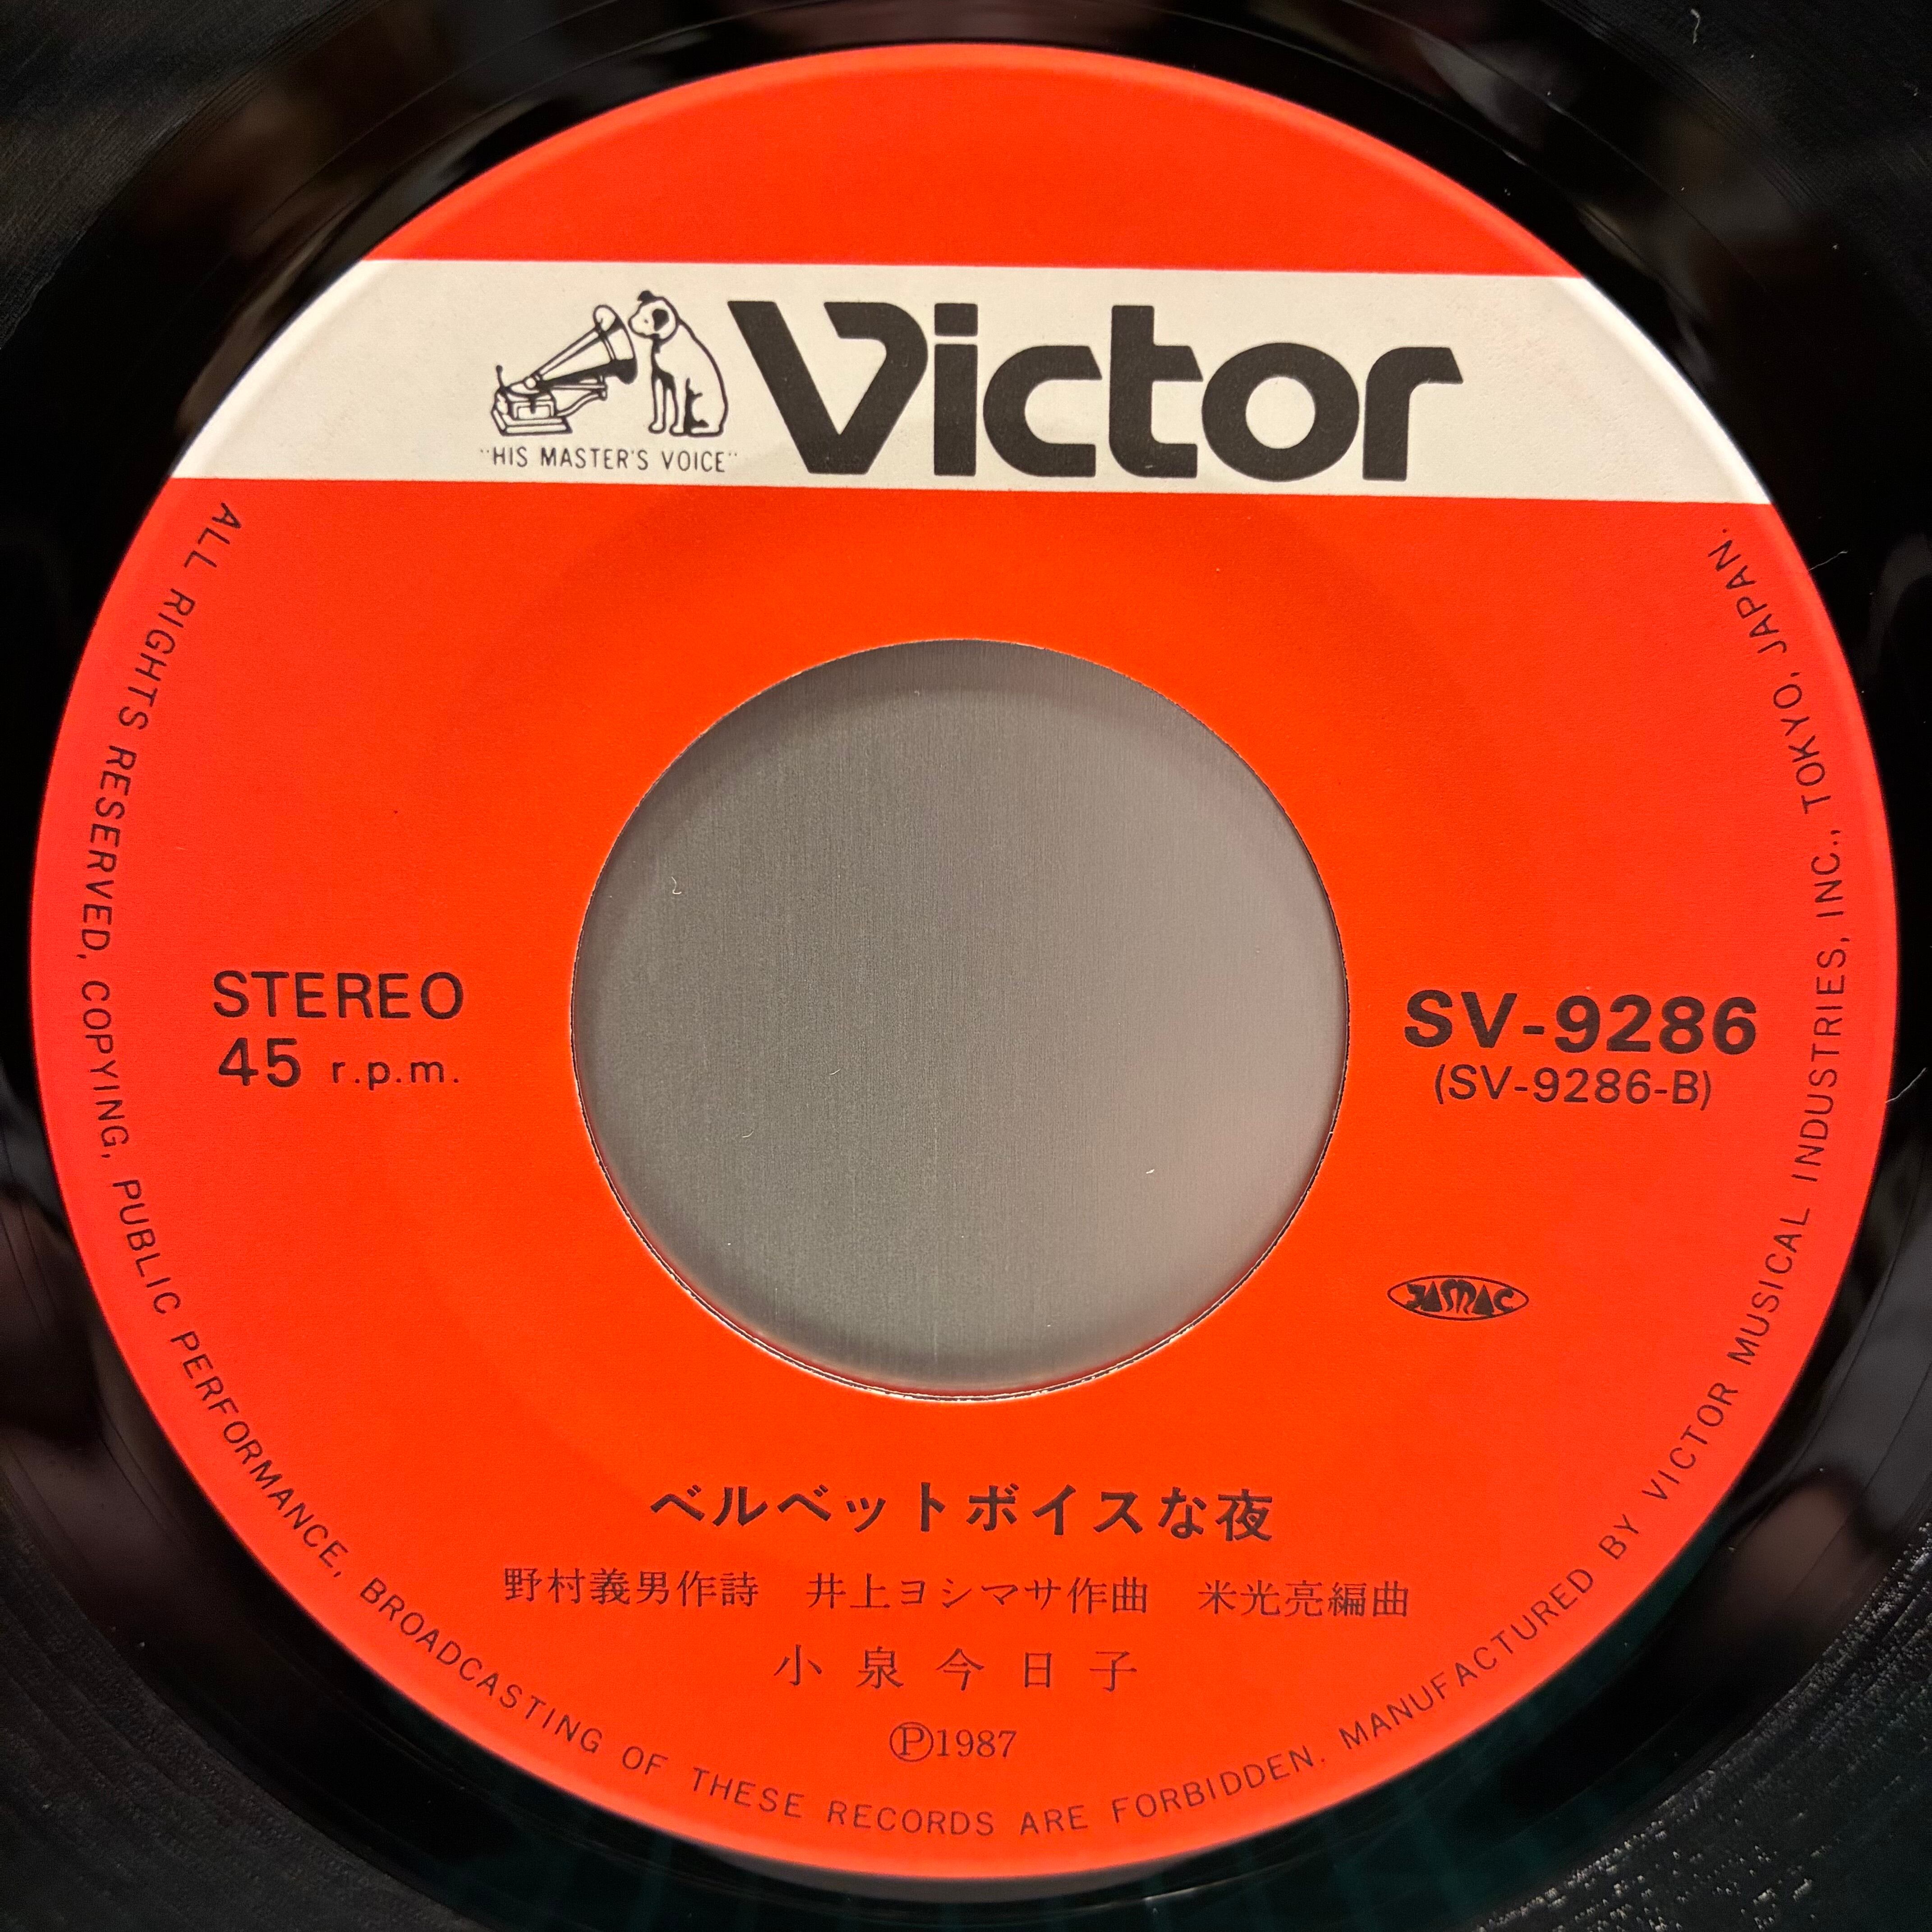 Victor
"HIS MASTER'S VOICE"
STEREO
45 r.p.m.
SV-9286
(SV-9286-B)
JASRAC
ベルベットボイスな夜
野村義男作詩 井上ヨシマサ作曲 米光亮編曲
小泉今日子
Ⓟ1987
ALL RIGHTS RESERVED, COPYING, PUBLIC PERFORMANCE, BROADCASTING OF THESE RECORDS ARE FORBIDDEN. MANUFACTURED BY VICTOR MUSICAL INDUSTRIES, INC., TOKYO, JAPAN.